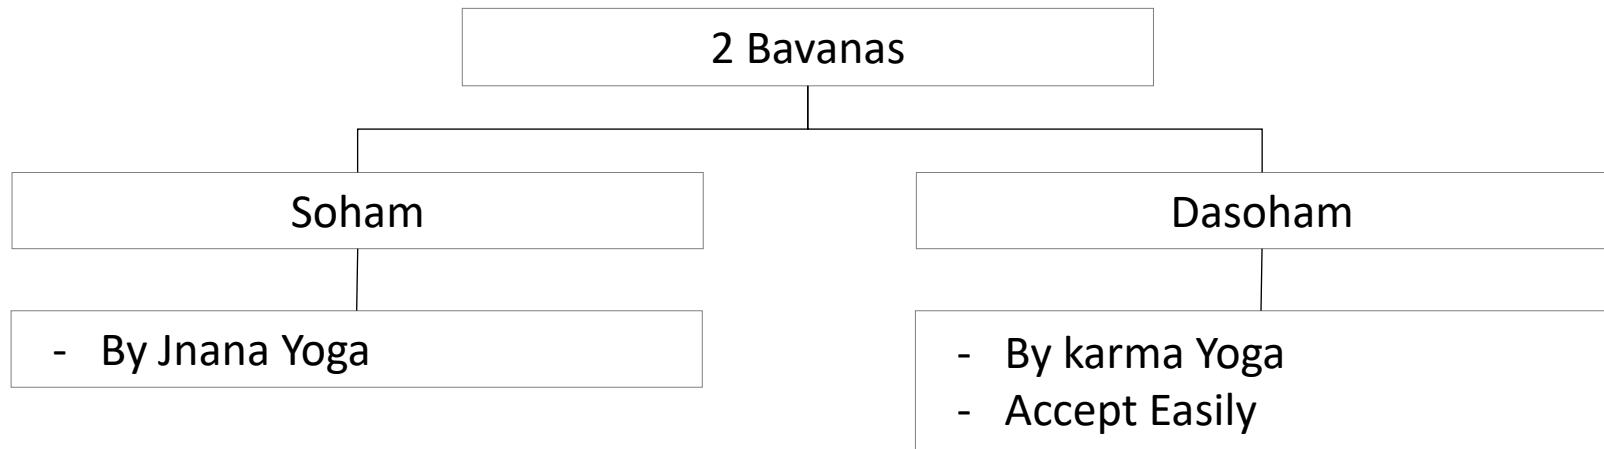 2 Bavanas
Soham
Dasoham
- By Jnana Yoga
- By karma Yoga
- Accept Easily